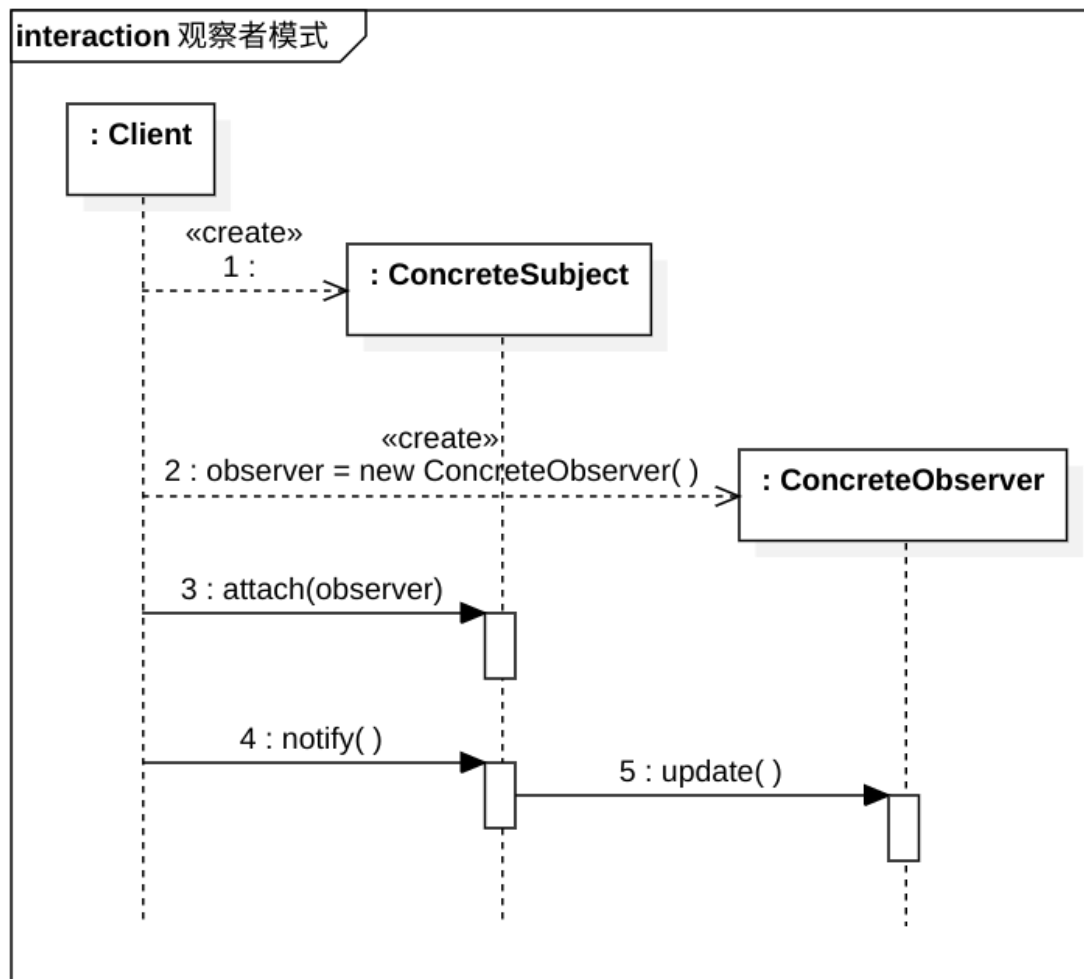 interaction 观察者模式
: Client
«create»
1 :
: ConcreteSubject
«create»
2 : observer = new ConcreteObserver( )
: ConcreteObserver
3 : attach(observer)
4 : notify( )
5 : update( )